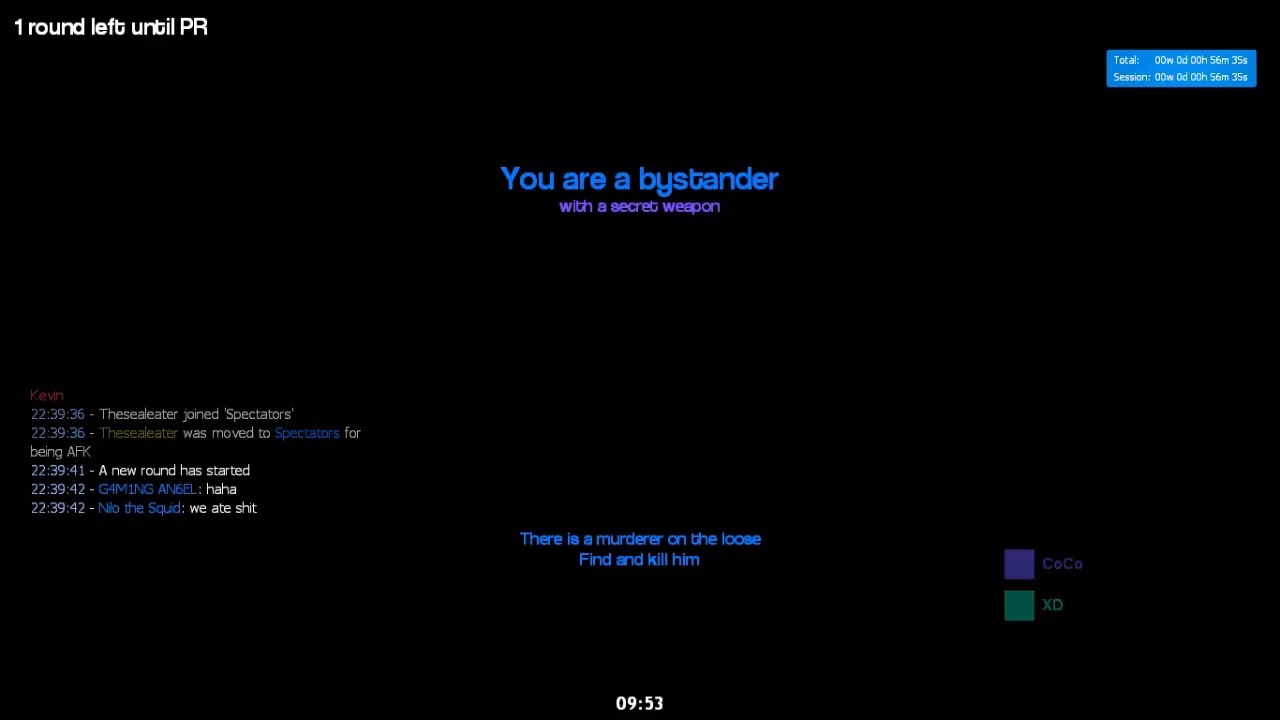 1 round left until PR
Total: 00w 0d 00h 56m 35s
Session: 00w 0d 00h 56m 35s
You are a bystander
with a secret weapon
Kevin
22:39:36 - Thesealeater joined 'Spectators'
22:39:36 - Thesealeater was moved to Spectators for
being AFK
22:39:41 - A new round has started
22:39:42 - G4M1NG AN6EL: haha
22:39:42 - Nilo the Squid: we ate shit
There is a murderer on the loose
Find and kill him
CoCo
XD
09:53